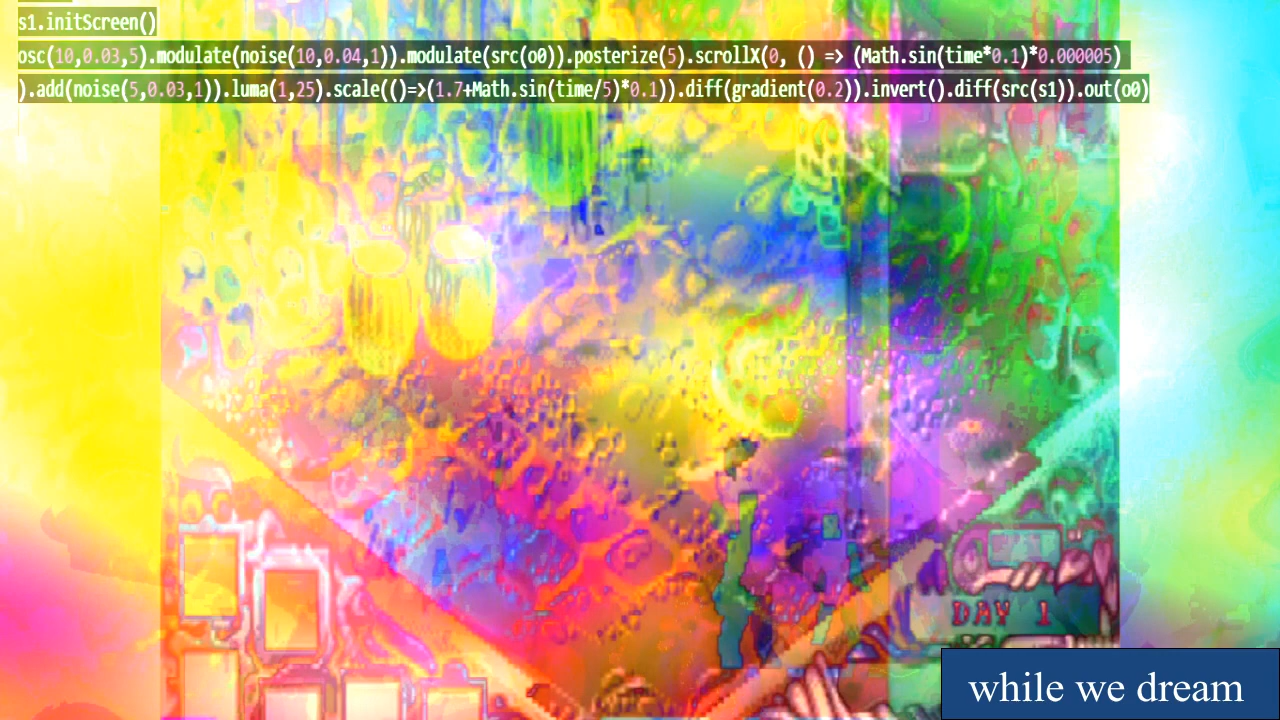 s1.initScreen()
osc(10,0.03,5).modulate(noise(10,0.04,1)).modulate(src(o0)).posterize(5).scrollX(0, () => (Math.sin(time*0.1)*0.000005)
).add(noise(5,0.03,1)).luma(1,25).scale(()=>(1.7+Math.sin(time/5)*0.1)).diff(gradient(0.2)).invert().diff(src(s1)).out(o0)
DAY 1
while we dream